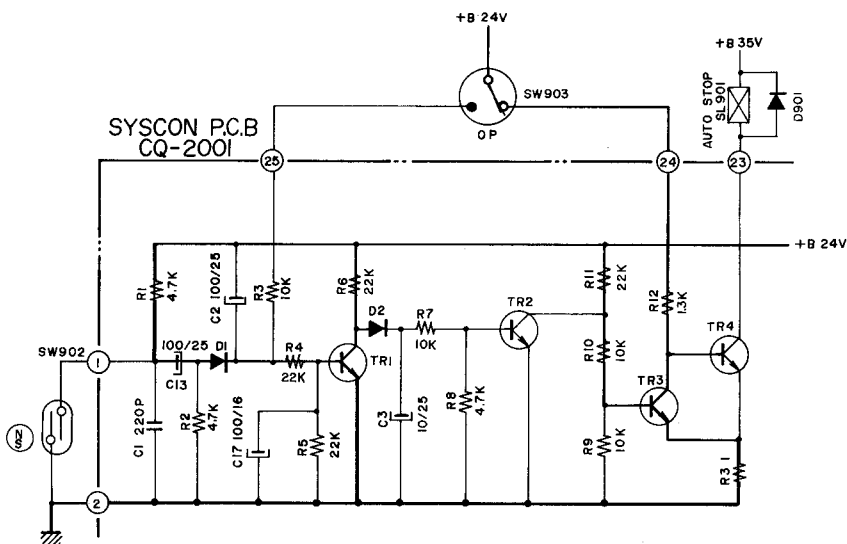 +B 24V
SW903
OP
+B 35V
AUTO STOP
SL901
D901
SYSCON P.C.B
CQ-2001
25
24
23
+B 24V
R1
4.7K
C2 100/25
R3
10K
R6
22K
R11
22K
R12
1.3K
SW902
1
100/25
C13
D1
R4
22K
TR1
D2
R7
10K
TR2
R10
10K
TR3
TR4
NS
C1 220P
R2
4.7K
C17 100/16
R5
22K
C3
10/25
R8
4.7K
R9
10K
R3 1
2